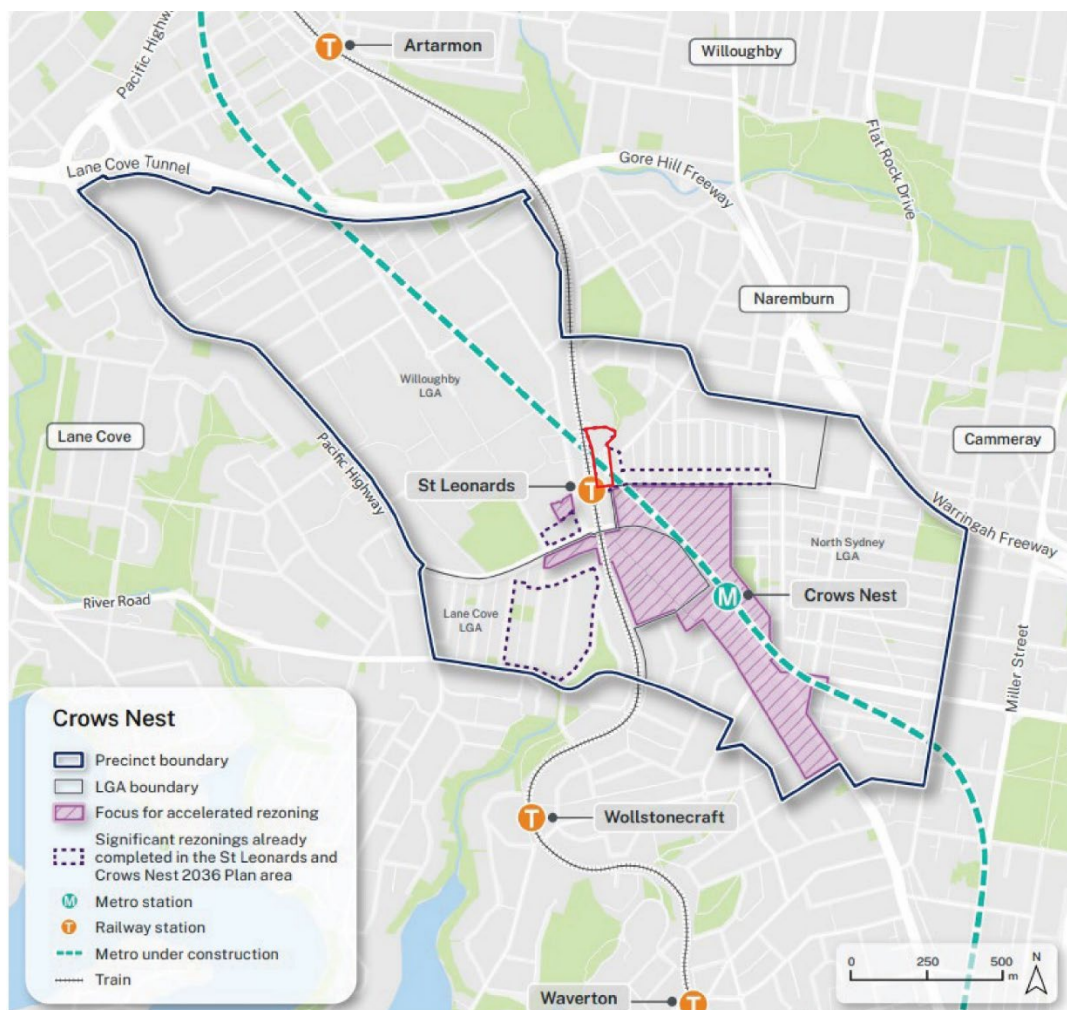 Artarmon
Willoughby
Pacific Highw
Lane Cove Tunnel
Gore Hill Freeway
Flat Rock Drive
Naremburn
Willoughby
LGA
Lane Cove
Pacific Highway
Cammeray
St Leonards
Warringah Freeway
North Sydney
LGA
Crows Nest
River Road
Lane Cove
LGA
Miller Street
Wollstonecraft
Waverton
Crows Nest
Precinct boundary
LGA boundary
Focus for accelerated rezoning
Significant rezonings already
completed in the St Leonards and
Crows Nest 2036 Plan area
M Metro station
T Railway station
Metro under construction
Train
0 250 500
m
N
T
T
M
T
T